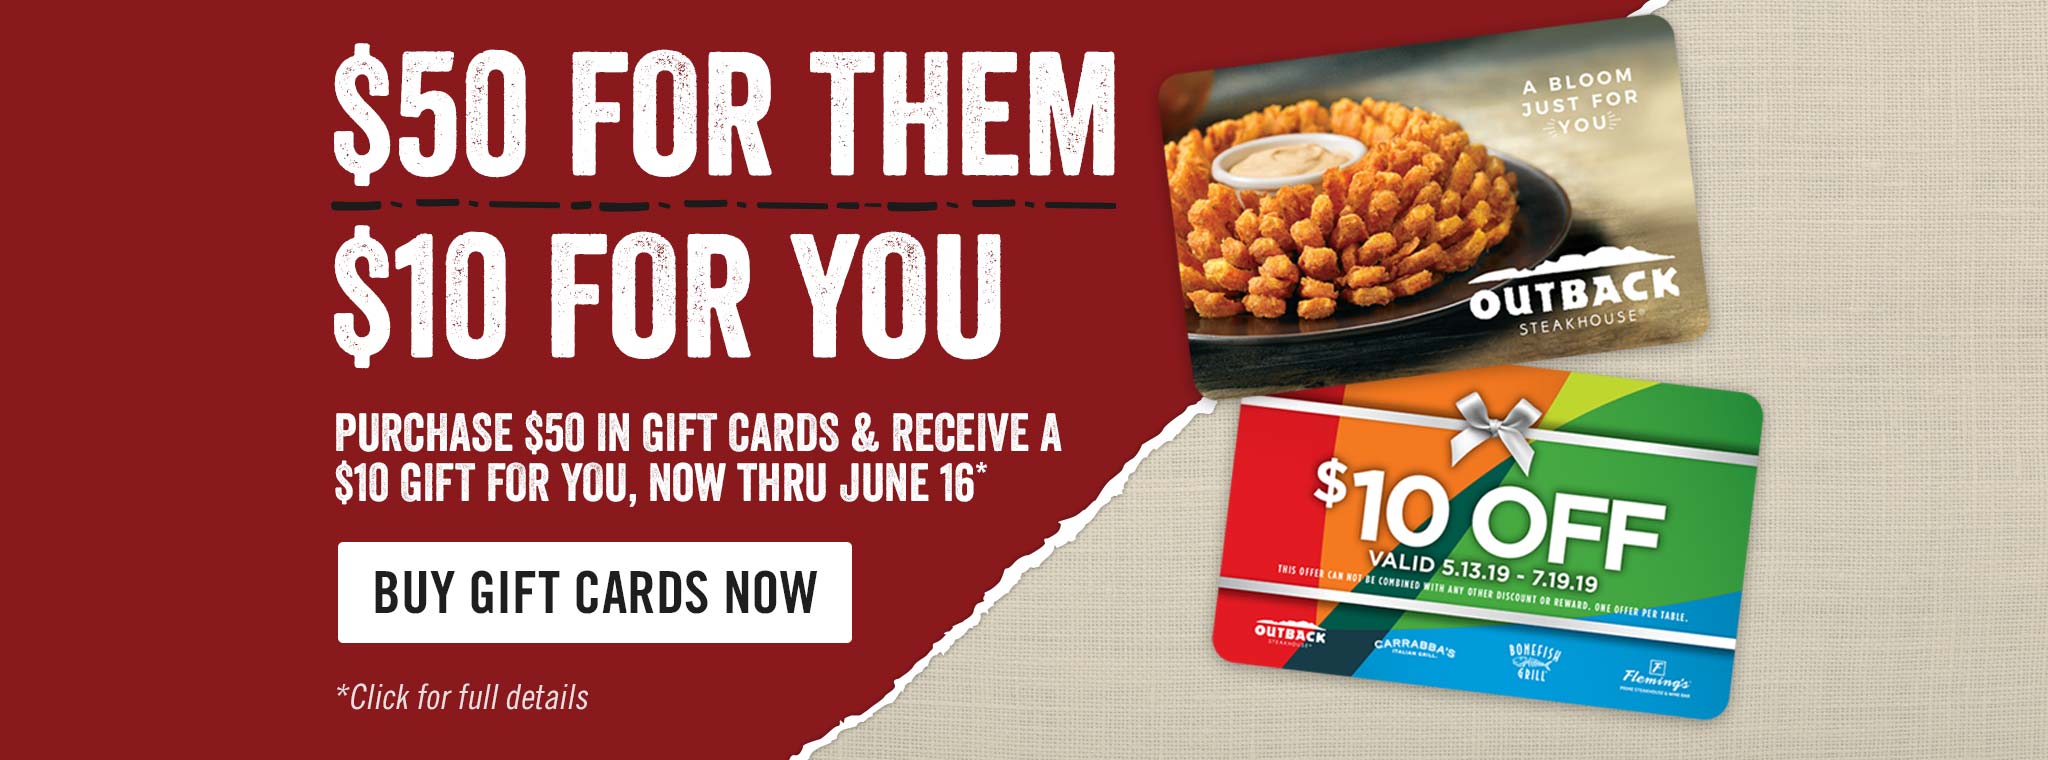 $50 FOR THEM
$10 FOR YOU
PURCHASE $50 IN GIFT CARDS & RECEIVE A
$10 GIFT FOR YOU, NOW THRU JUNE 16*
BUY GIFT CARDS NOW
*Click for full details
A BLOOM
JUST FOR
YOU
OUTBACK
STEAKHOUSE®
$10 OFF
VALID 5.13.19 - 7.19.19
THIS OFFER CAN NOT BE COMBINED WITH ANY OTHER DISCOUNT OR REWARD. ONE OFFER PER TABLE.
OUTBACK
STEAKHOUSE®
CARRABBA'S
ITALIAN GRILL.
BONEFISH
GRILL
F
Fleming's
PRIME STEAKHOUSE & WINE BAR